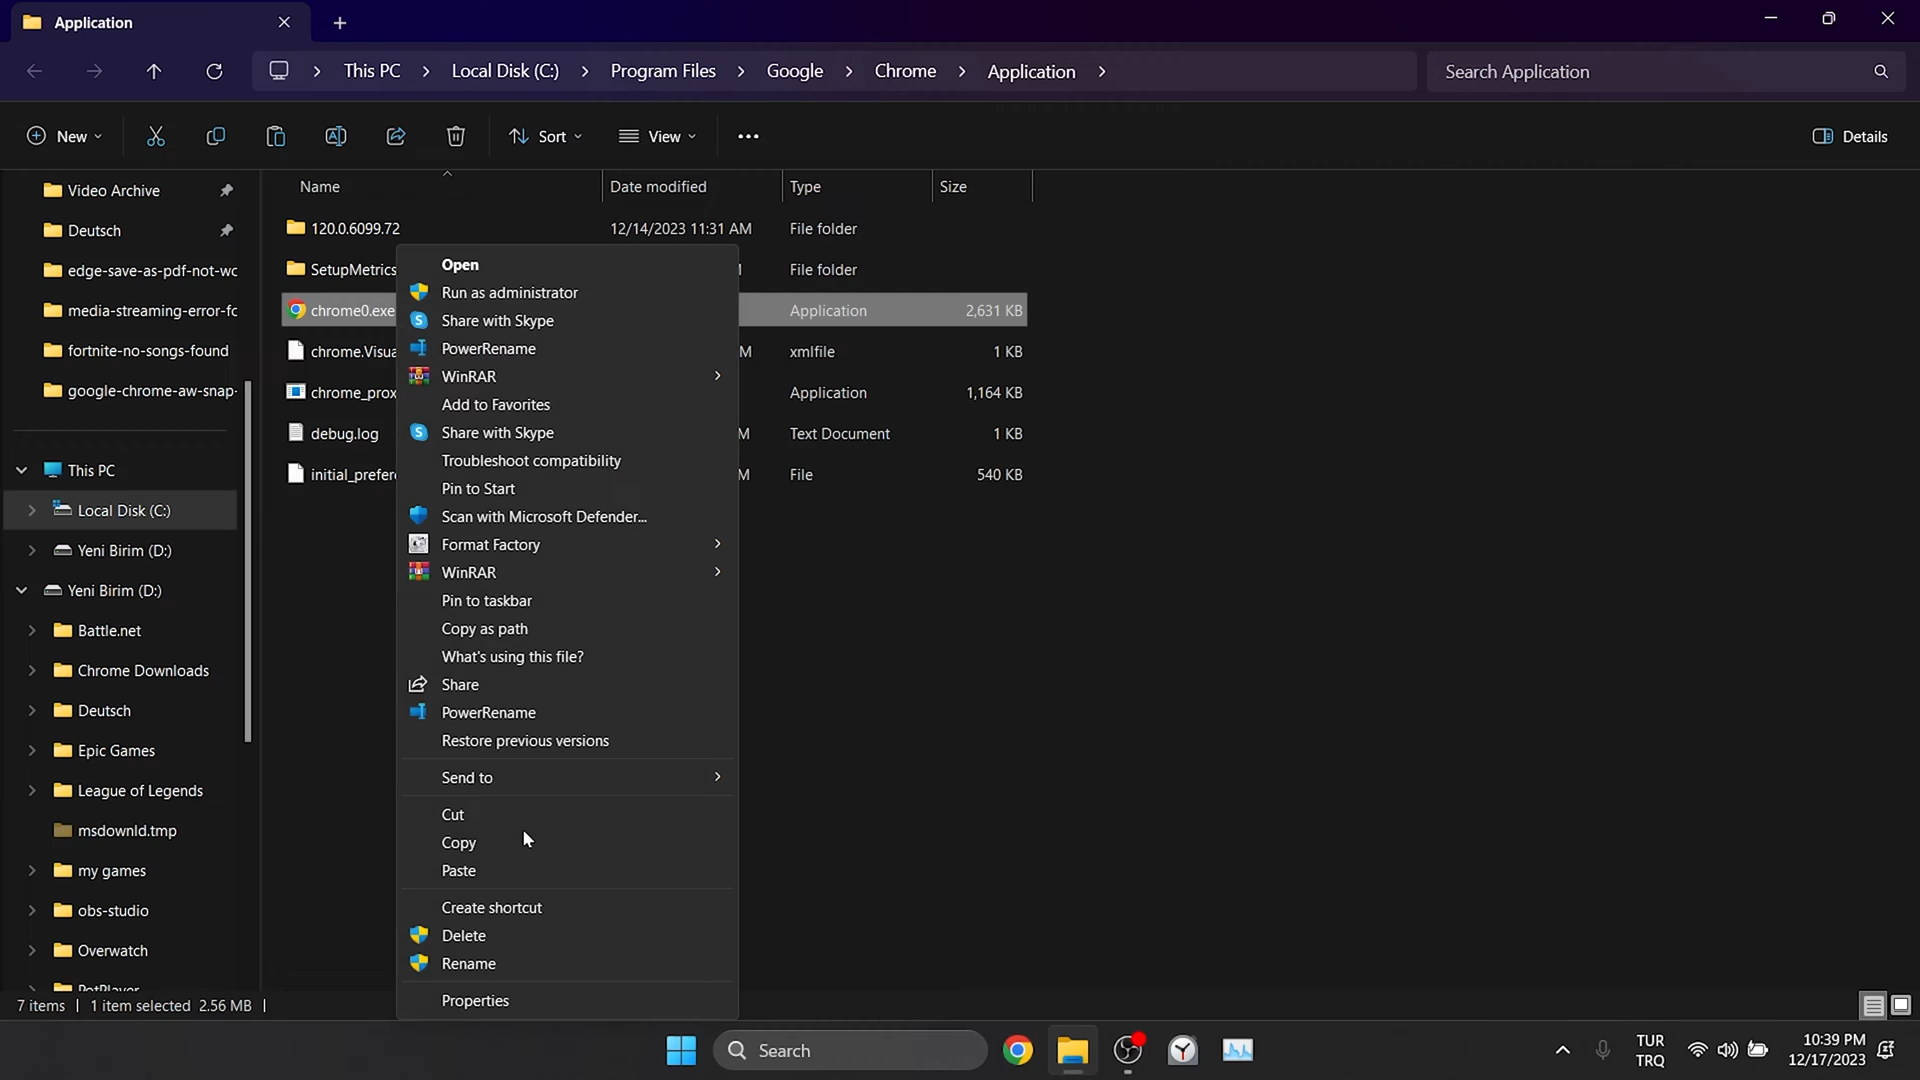 Application
This PC
Local Disk (C:)
Program Files
Google
Chrome
Application
Search Application
New
Sort
View
Details
Video Archive
Deutsch
edge-save-as-pdf-not-wc
media-streaming-error-fc
fortnite-no-songs-found
google-chrome-aw-snap-
This PC
Local Disk (C:)
Yeni Birim (D:)
Yeni Birim (D:)
Battle.net
Chrome Downloads
Deutsch
Epic Games
League of Legends
msdownld.tmp
my games
obs-studio
Overwatch
PotPlayer
Name Date modified Type Size
120.0.6099.72 12/14/2023 11:31 AM File folder
SetupMetrics File folder
chrome0.exe Application 2,631 KB
chrome.Visua M xmlfile 1 KB
chrome_prox Application 1,164 KB
debug.log M Text Document 1 KB
initial_prefer M File 540 KB
Open
Run as administrator
Share with Skype
PowerRename
WinRAR
Add to Favorites
Share with Skype
Troubleshoot compatibility
Pin to Start
Scan with Microsoft Defender...
Format Factory
WinRAR
Pin to taskbar
Copy as path
What's using this file?
Share
PowerRename
Restore previous versions
Send to
Cut
Copy
Paste
Create shortcut
Delete
Rename
Properties
7 items
1 item selected 2.56 MB
Search
TUR
TRQ
10:39 PM
12/17/2023